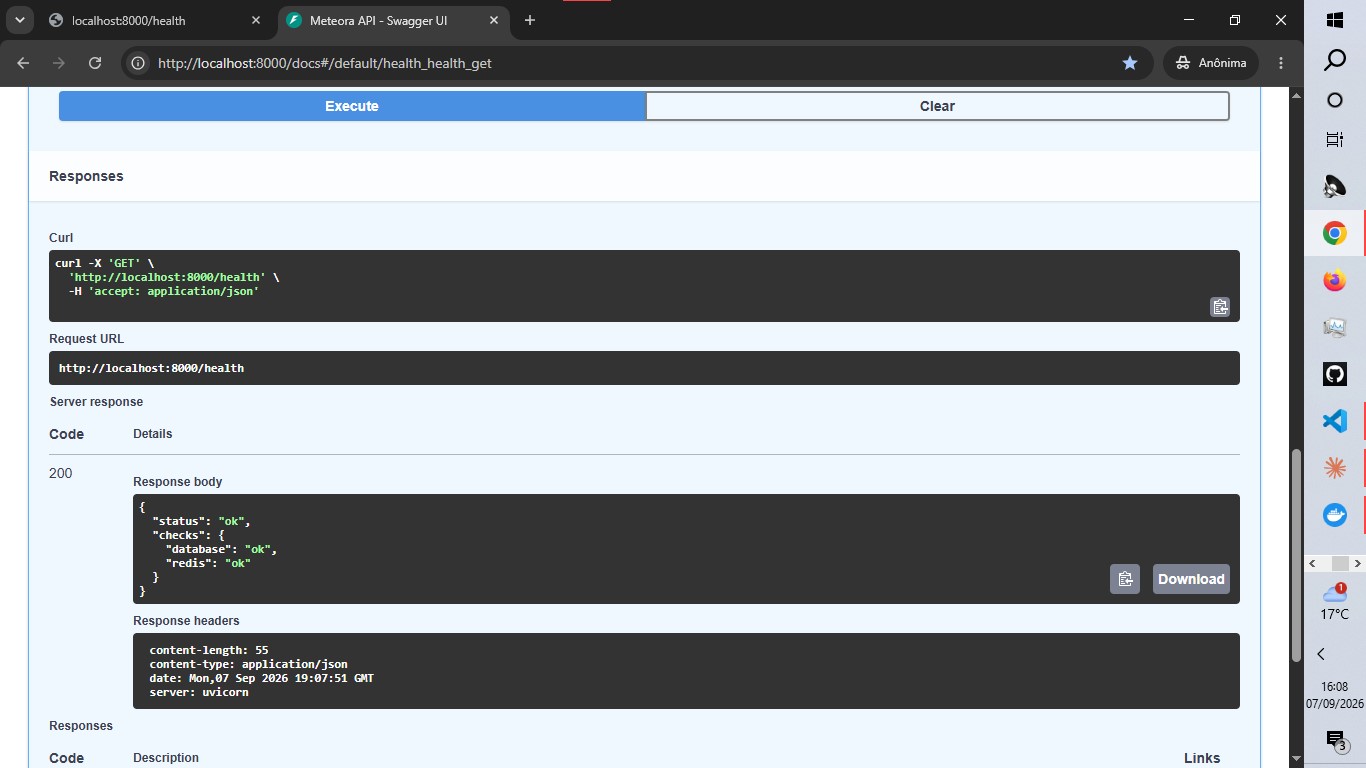 localhost:8000/health
Meteora API - Swagger UI
http://localhost:8000/docs#/default/health_health_get
Anônima
Execute
Clear
Responses
Curl
curl -X 'GET' \
  'http://localhost:8000/health' \
  -H 'accept: application/json'
Request URL
http://localhost:8000/health
Server response
Code Details
200
Response body
{
  "status": "ok",
  "checks": {
    "database": "ok",
    "redis": "ok"
  }
}
Download
Response headers
content-length: 55
content-type: application/json
date: Mon,07 Sep 2026 19:07:51 GMT
server: uvicorn
Responses
Code Description Links
1
17°C
16:08
07/09/2026
3